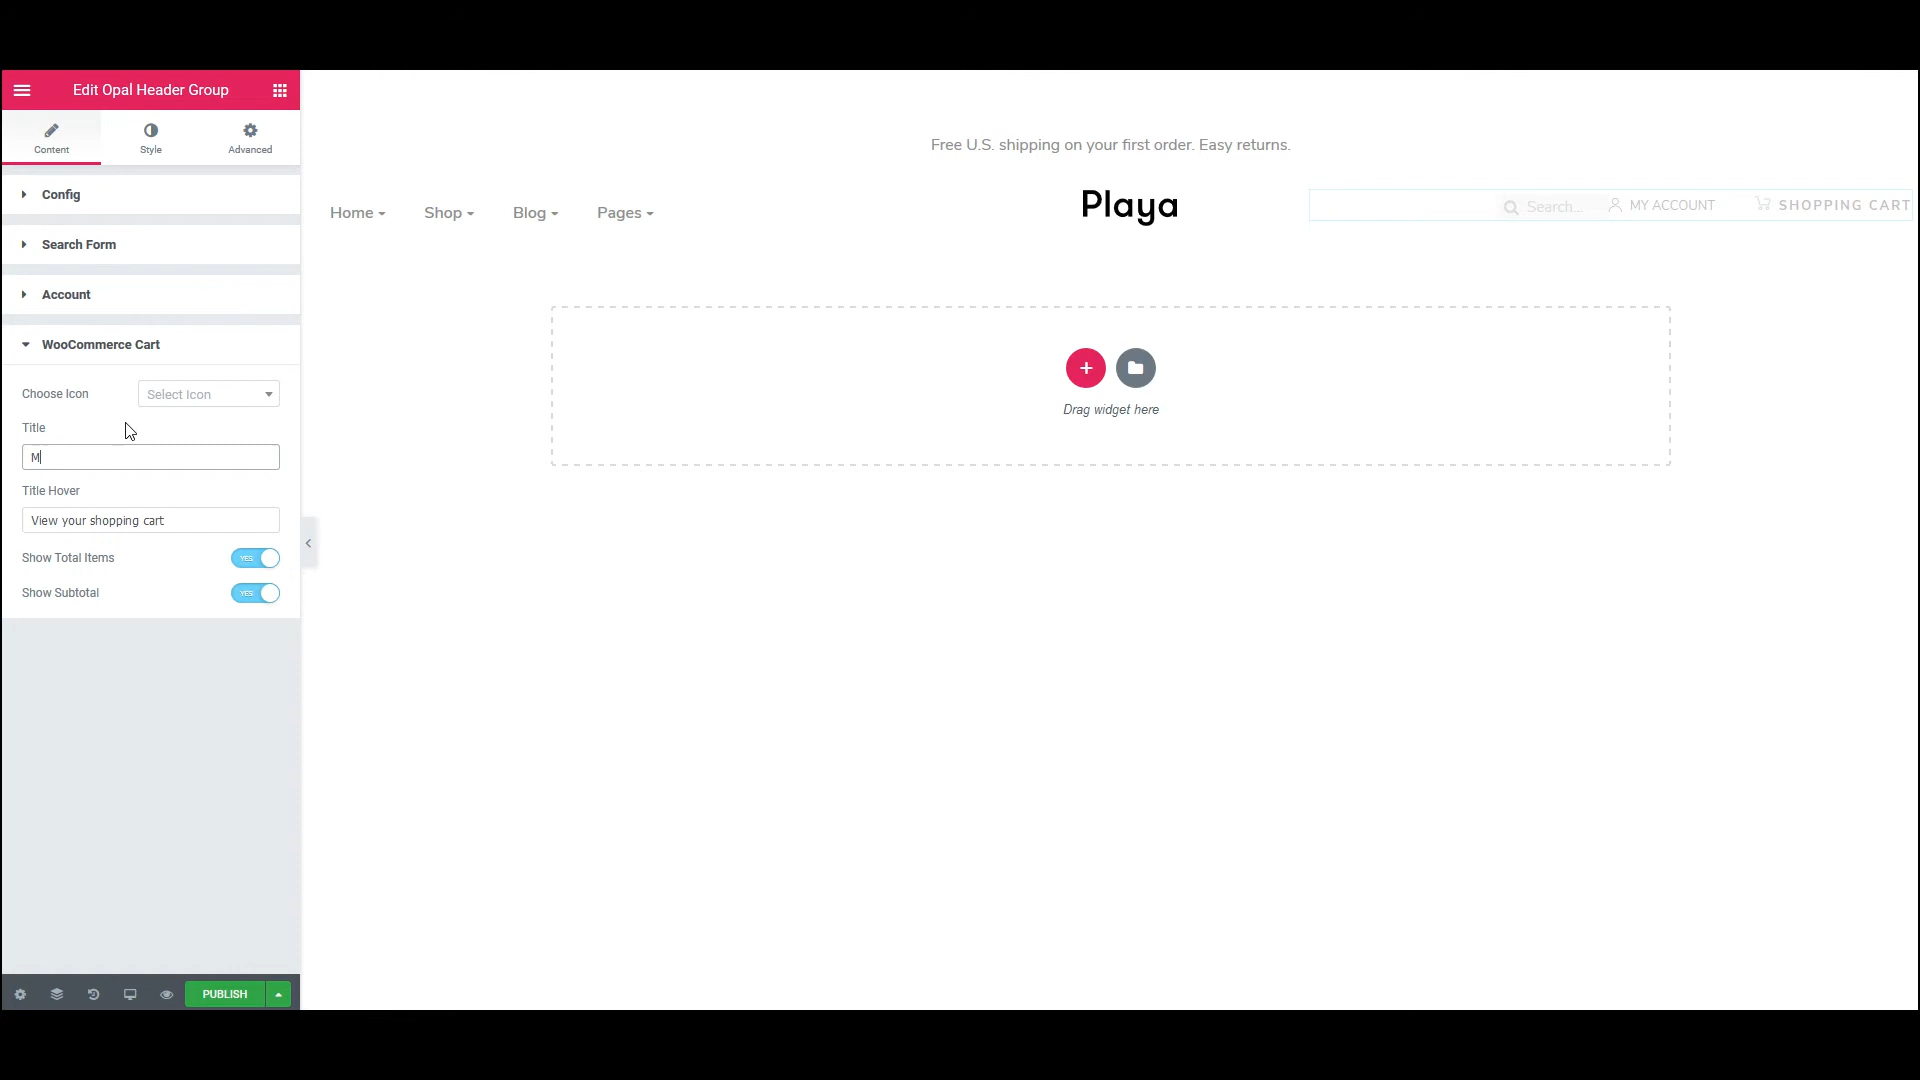 Edit Opal Header Group
Content
Style
Advanced
Config
Search Form
Account
WooCommerce Cart
Choose Icon
Select Icon
Title
M
Title Hover
View your shopping cart
Show Total Items
YES
Show Subtotal
YES
PUBLISH
Free U.S. shipping on your first order. Easy returns.
Home
Shop
Blog
Pages
Playa
Search...
MY ACCOUNT
SHOPPING CART
Drag widget here